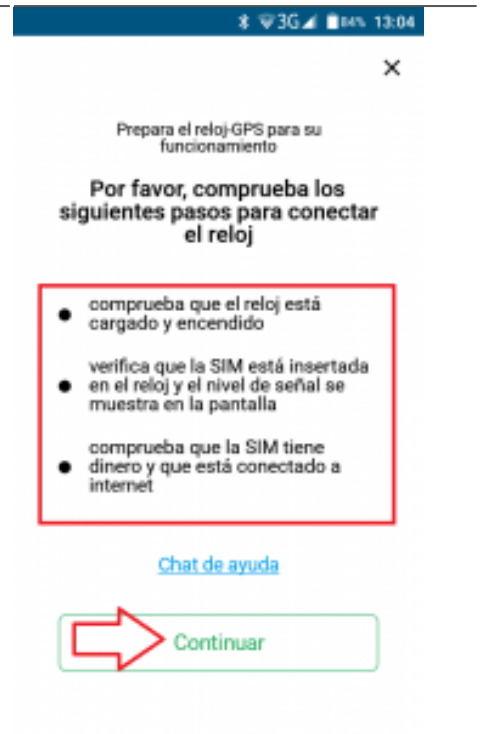 3G 84% 13:04
Prepara el reloj-GPS para su
funcionamiento
Por favor, comprueba los
siguientes pasos para conectar
el reloj
comprueba que el reloj está
cargado y encendido
verifica que la SIM está insertada
en el reloj y el nivel de señal se
muestra en la pantalla
comprueba que la SIM tiene
dinero y que está conectado a
internet
Chat de ayuda
Continuar